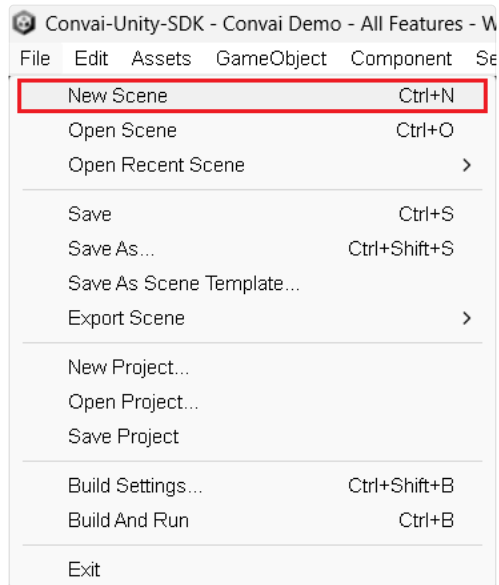 Convai-Unity-SDK - Convai Demo - All Features - W
File Edit Assets GameObject Component Se
New Scene Ctrl+N
Open Scene Ctrl+O
Open Recent Scene >
Save Ctrl+S
Save As... Ctrl+Shift+S
Save As Scene Template...
Export Scene >
New Project...
Open Project...
Save Project
Build Settings... Ctrl+Shift+B
Build And Run Ctrl+B
Exit